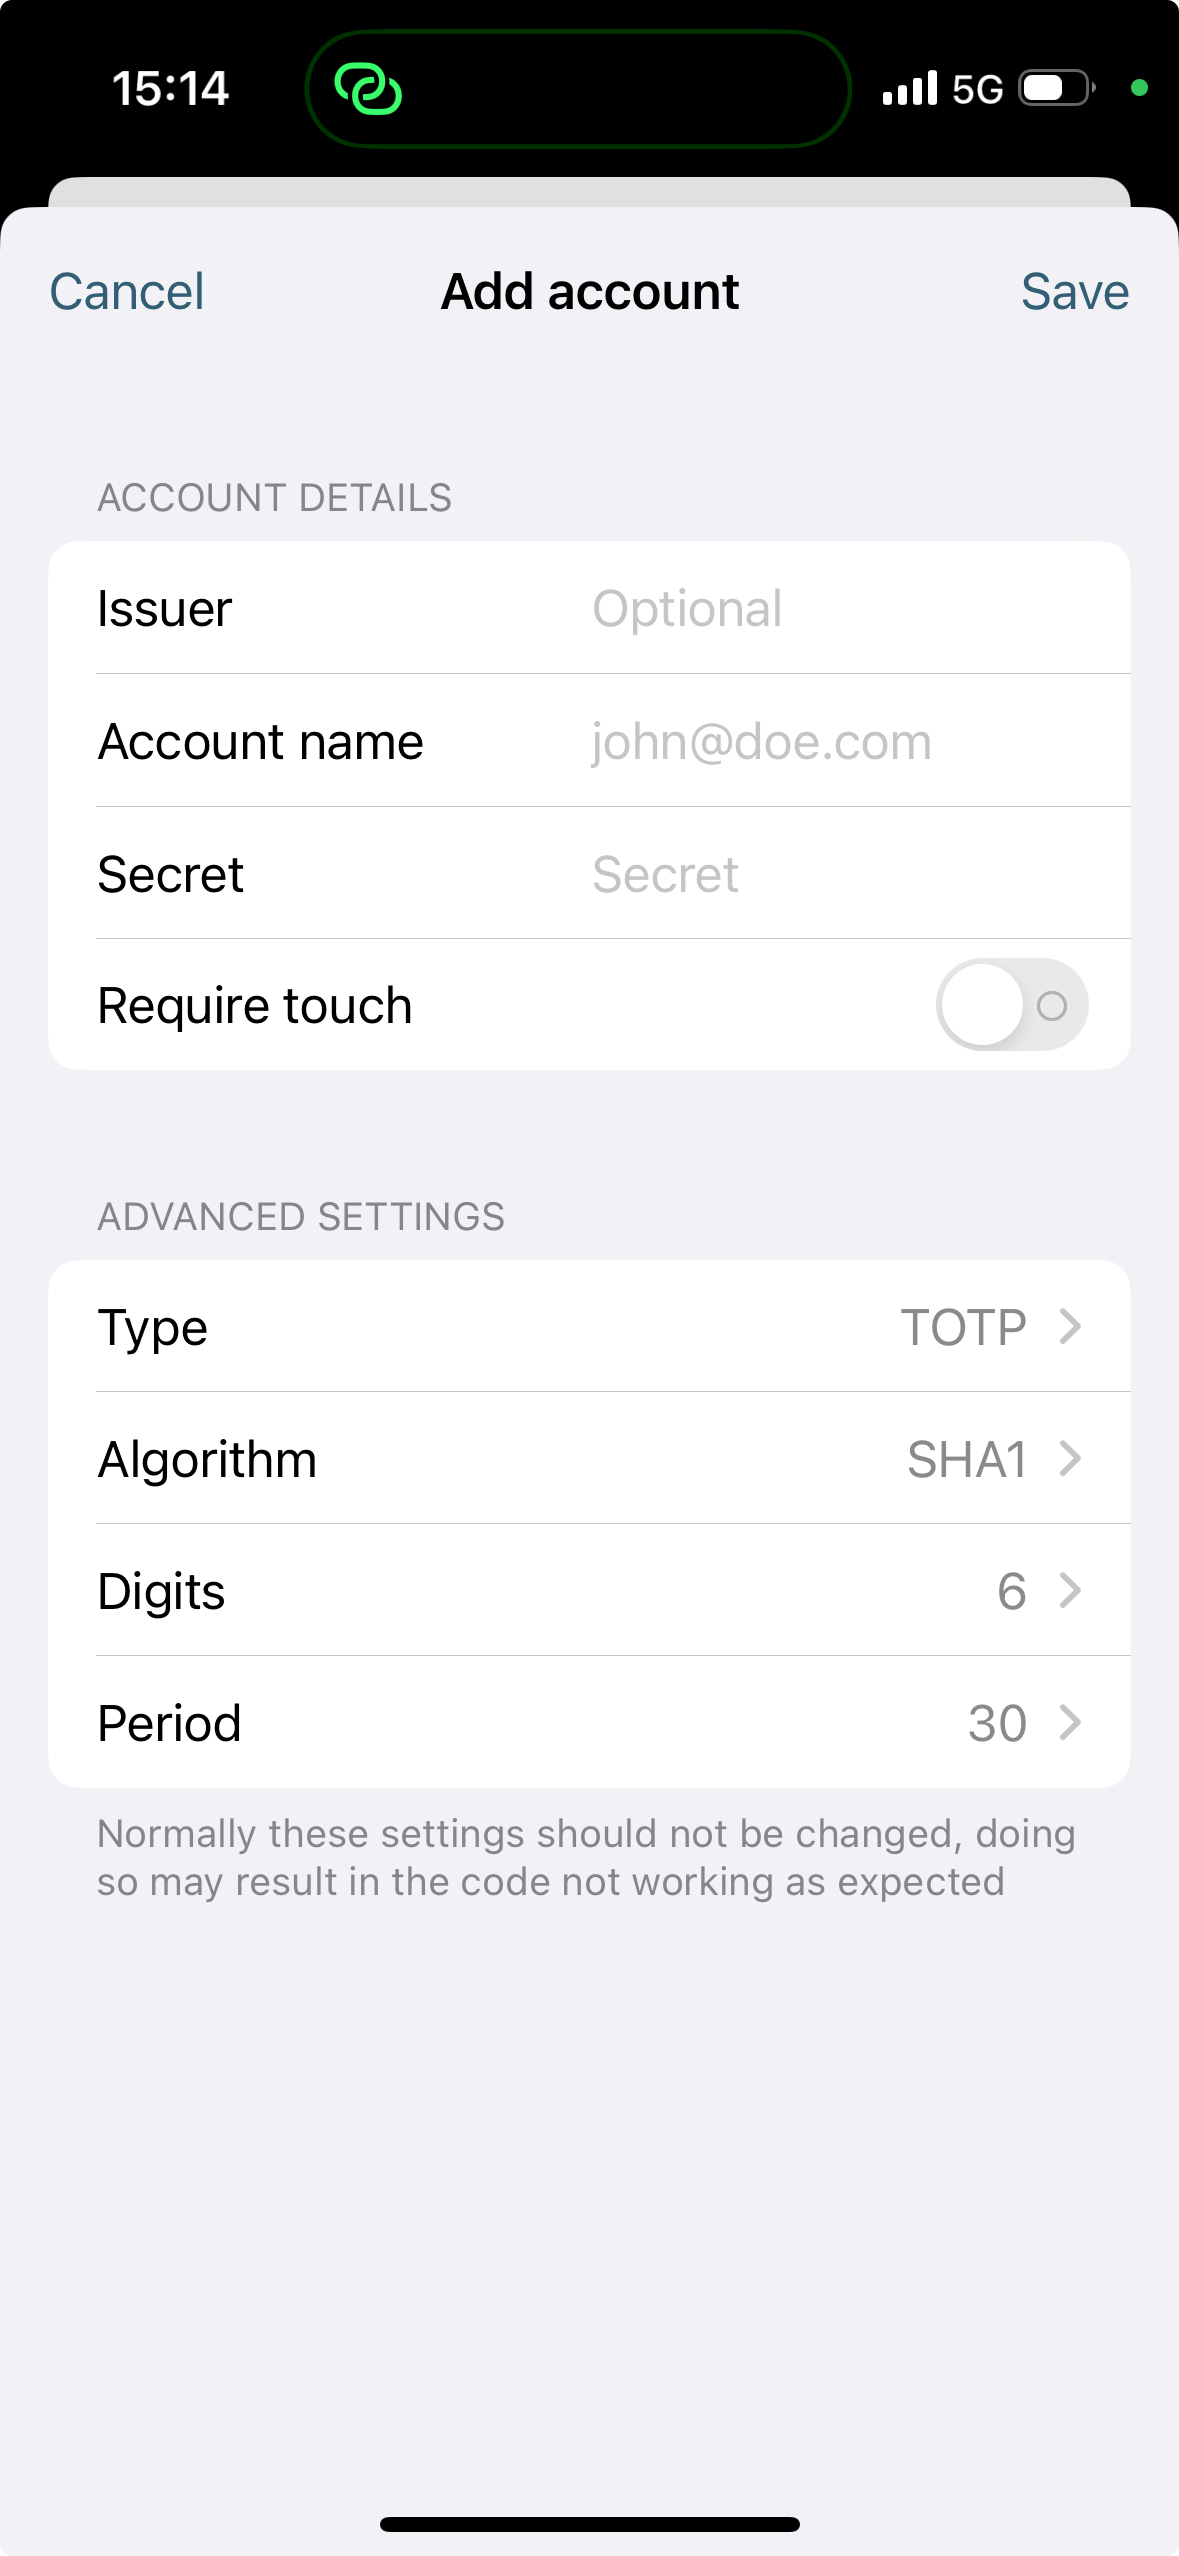 15:14
5G
Cancel
Add account
Save
ACCOUNT DETAILS
Issuer
Optional
Account name
john@doe.com
Secret
Secret
Require touch
ADVANCED SETTINGS
Type
TOTP
Algorithm
SHA1
Digits
6
Period
30
Normally these settings should not be changed, doing
so may result in the code not working as expected